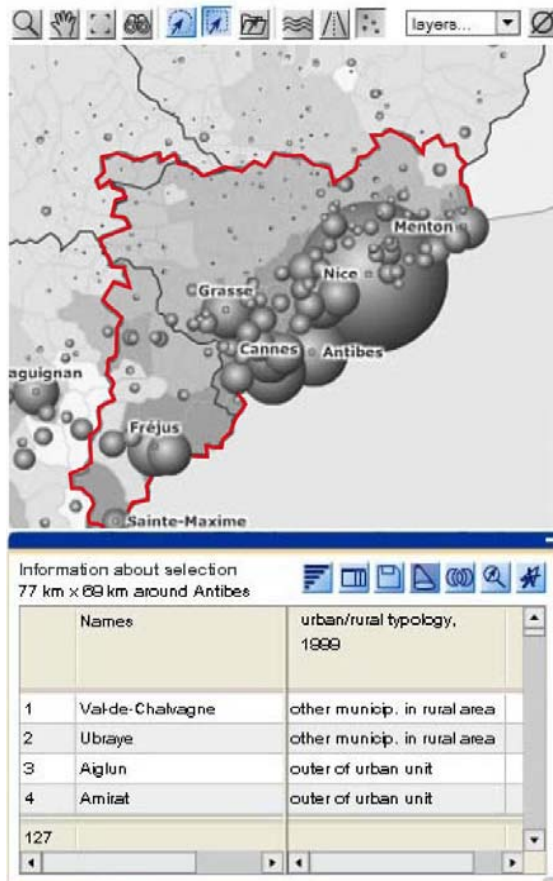 layers...
Menton
Nice
Grasse
Cannes
Antibes
aguignan
Fréjus
Sainte-Maxime
Information about selection
77 km x 69 km around Antibes
Names
urban/rural typology,
1999
1 Val-de-Chalvagne other municip. in rural area
2 Ubraye other municip. in rural area
3 Aiglun outer of urban unit
4 Amirat outer of urban unit
127